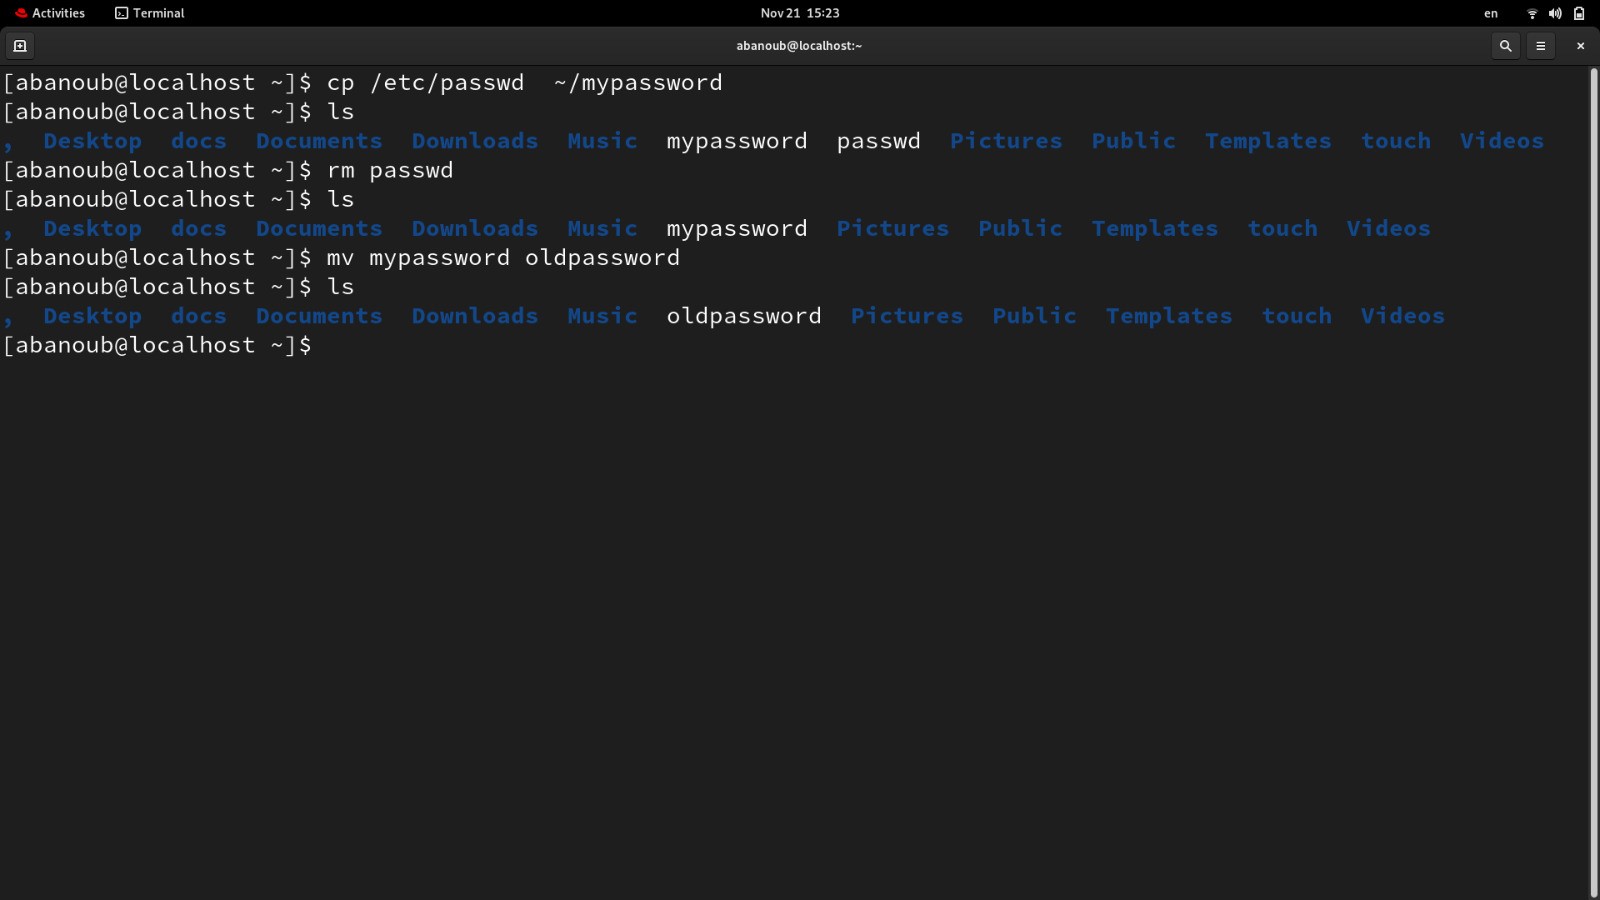 Activities Terminal Nov 21 15:23 en
abanoub@localhost:~
[abanoub@localhost ~]$ cp /etc/passwd  ~/mypassword
[abanoub@localhost ~]$ ls
,  Desktop  docs  Documents  Downloads  Music  mypassword  passwd  Pictures  Public  Templates  touch  Videos
[abanoub@localhost ~]$ rm passwd
[abanoub@localhost ~]$ ls
,  Desktop  docs  Documents  Downloads  Music  mypassword  Pictures  Public  Templates  touch  Videos
[abanoub@localhost ~]$ mv mypassword oldpassword
[abanoub@localhost ~]$ ls
,  Desktop  docs  Documents  Downloads  Music  oldpassword  Pictures  Public  Templates  touch  Videos
[abanoub@localhost ~]$